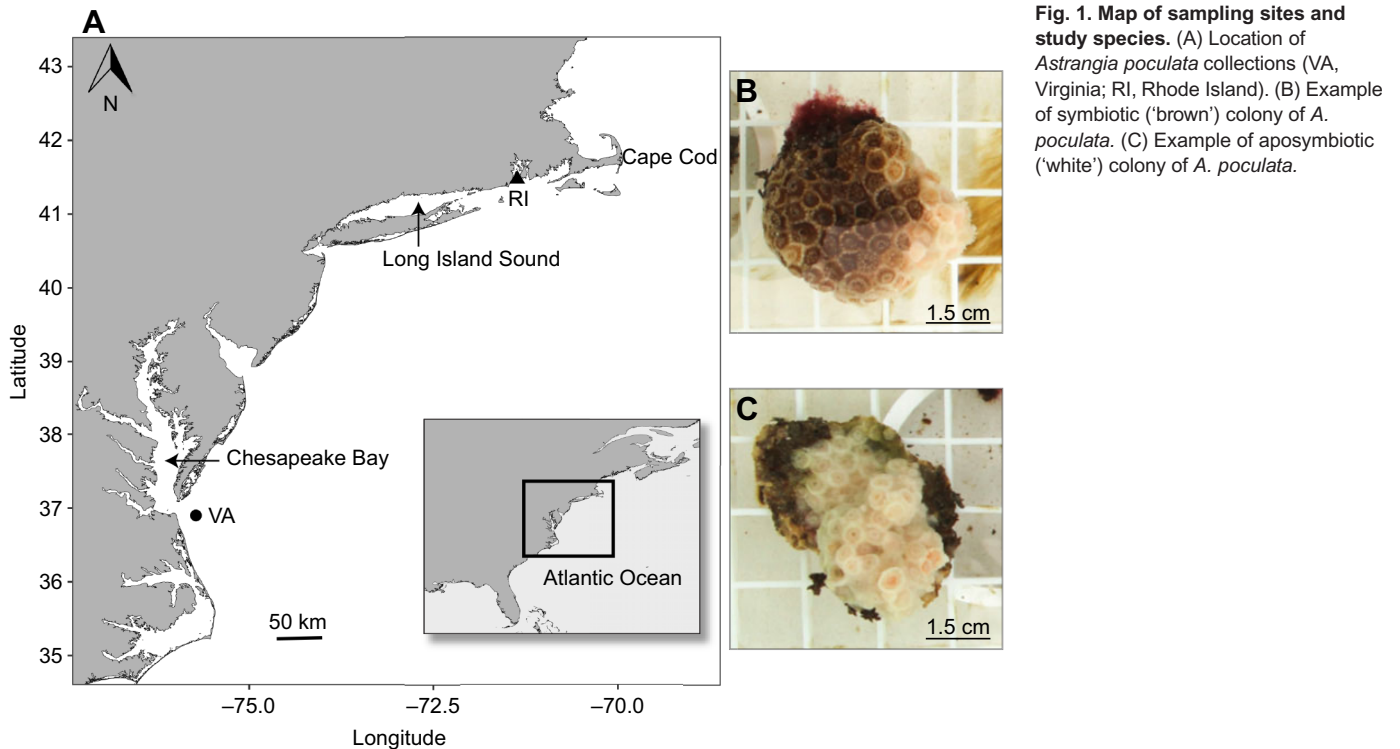 A
N
43
42
41
40
39
38
37
36
35
Latitude
Cape Cod
RI
Long Island Sound
Chesapeake Bay
VA
50 km
Atlantic Ocean
–75.0
–72.5
–70.0
Longitude
B
1.5 cm
C
1.5 cm
Fig. 1. Map of sampling sites and
study species. (A) Location of
Astrangia poculata collections (VA,
Virginia; RI, Rhode Island). (B) Example
of symbiotic (‘brown’) colony of A.
poculata. (C) Example of aposymbiotic
(‘white’) colony of A. poculata.